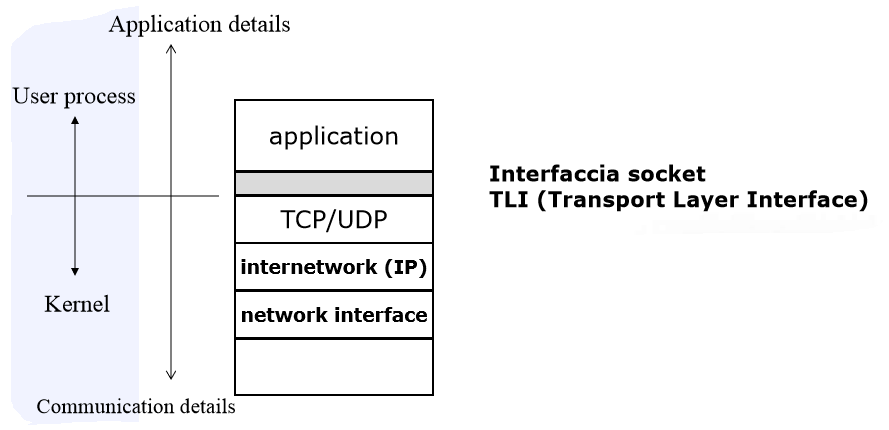 Application details
User process
application
Interfaccia socket
TLI (Transport Layer Interface)
TCP/UDP
internetwork (IP)
Kernel
network interface
Communication details